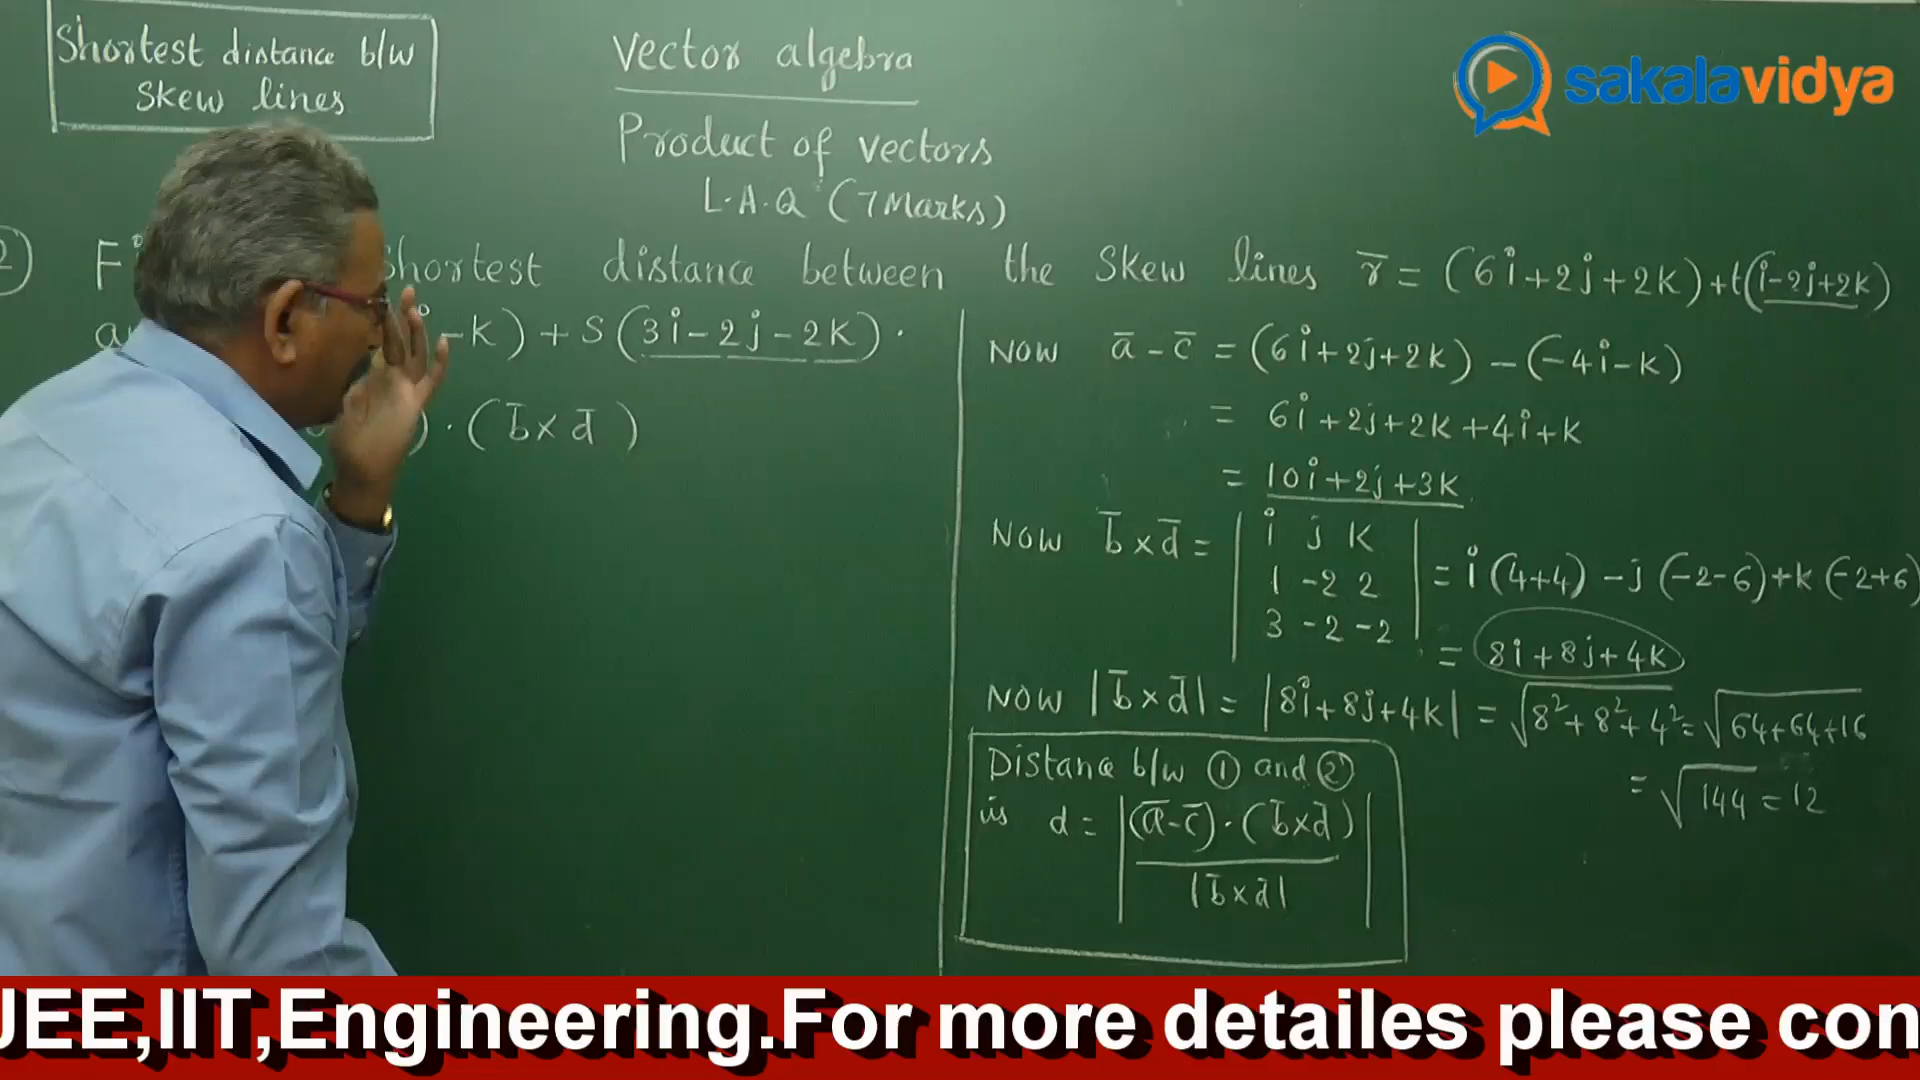 Shortest distance b/w
Skew lines
Vector algebra
Product of vectors
L.A.Q (7 Marks)
sakalavidya
2) Shortest distance between the Skew lines r̄ = (6i+2j+2k)+t(i-2j+2k)
-k) + S(3i-2j-2k).
) · (b̄ × d̄)
Now ā - c̄ = (6i+2j+2k) - (-4i-k)
= 6i+2j+2k+4i+k
= 10i+2j+3k
Now b̄ × d̄ = | i j k | = i(4+4) - j(-2-6)+k(-2+6)
1 -2 2
3 -2 -2
= 8i+8j+4k
Now |b̄ × d̄| = |8i+8j+4k| = √8²+8²+4² = √64+64+16
= √144 = 12
Distance b/w ① and ②
is d = | (ā-c̄)·(b̄×d̄) |
|b̄×d̄|
JEE,IIT,Engineering.For more detailes please con